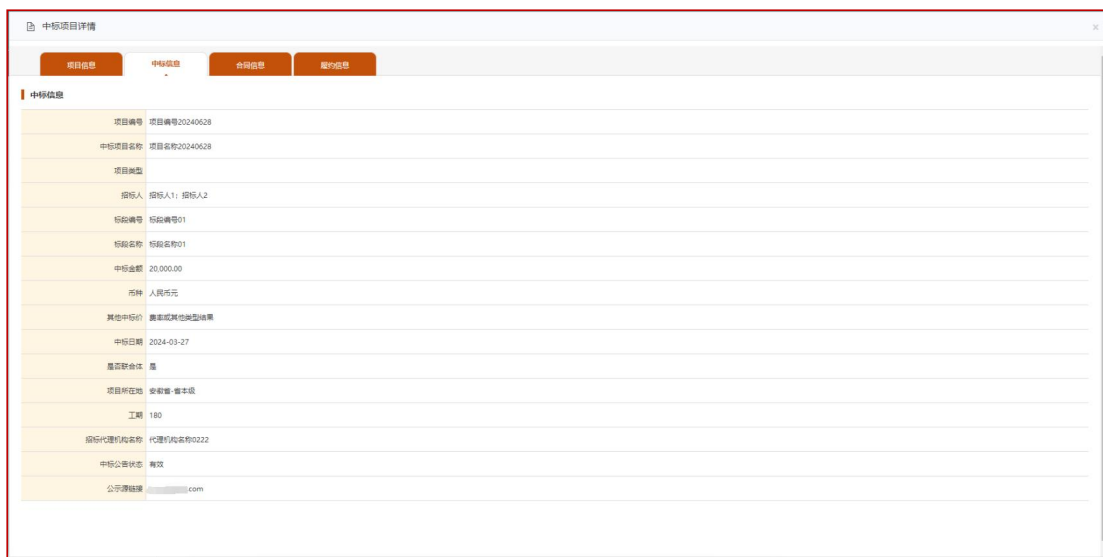 中标项目详情
项目信息 中标信息 合同信息 履约信息
中标信息
项目编号 项目编号20240628
中标项目名称 项目名称20240628
项目类型
招标人 招标人1；招标人2
标段编号 标段编号01
标段名称 标段名称01
中标金额 20,000.00
币种 人民币元
其他中标价 费率或其他类型结果
中标日期 2024-03-27
是否联合体 是
项目所在地 安徽省-省本级
工期 180
招标代理机构名称 代理机构名称0222
中标公告状态 有效
公示源链接 .com